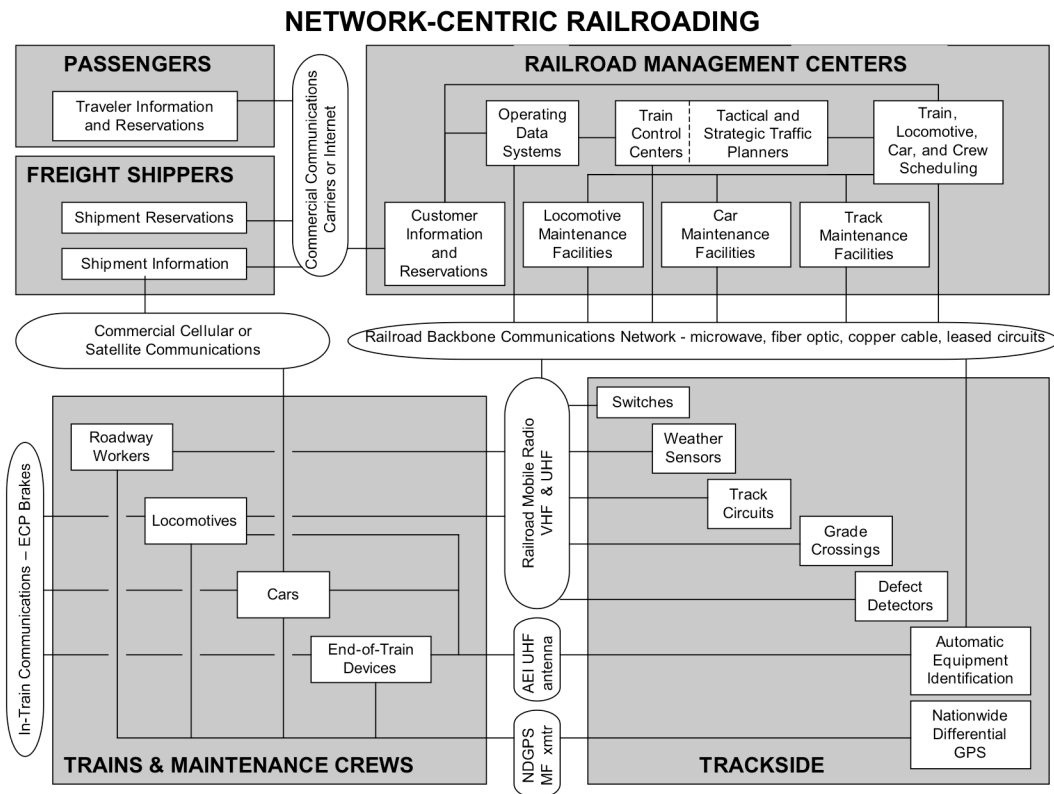 NETWORK-CENTRIC RAILROADING
PASSENGERS
Traveler Information
and Reservations
FREIGHT SHIPPERS
Shipment Reservations
Shipment Information
Commercial Communications
Carriers or Internet
RAILROAD MANAGEMENT CENTERS
Operating
Data
Systems
Train
Control
Centers
Tactical and
Strategic Traffic
Planners
Train,
Locomotive,
Car, and Crew
Scheduling
Customer
Information
and
Reservations
Locomotive
Maintenance
Facilities
Car
Maintenance
Facilities
Track
Maintenance
Facilities
Commercial Cellular or
Satellite Communications
Railroad Backbone Communications Network - microwave, fiber optic, copper cable, leased circuits
In-Train Communications – ECP Brakes
Roadway
Workers
Locomotives
Cars
End-of-Train
Devices
TRAINS & MAINTENANCE CREWS
Railroad Mobile Radio
VHF & UHF
AEI UHF
antenna
NDGPS
MF xmtr
Switches
Weather
Sensors
Track
Circuits
Grade
Crossings
Defect
Detectors
Automatic
Equipment
Identification
Nationwide
Differential
GPS
TRACKSIDE